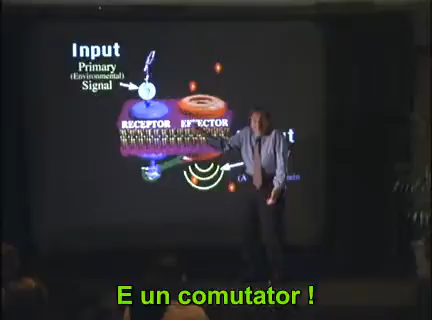 Input
Primary
(Environmental)
Signal
RECEPTOR
EFFECTOR
E un comutator !